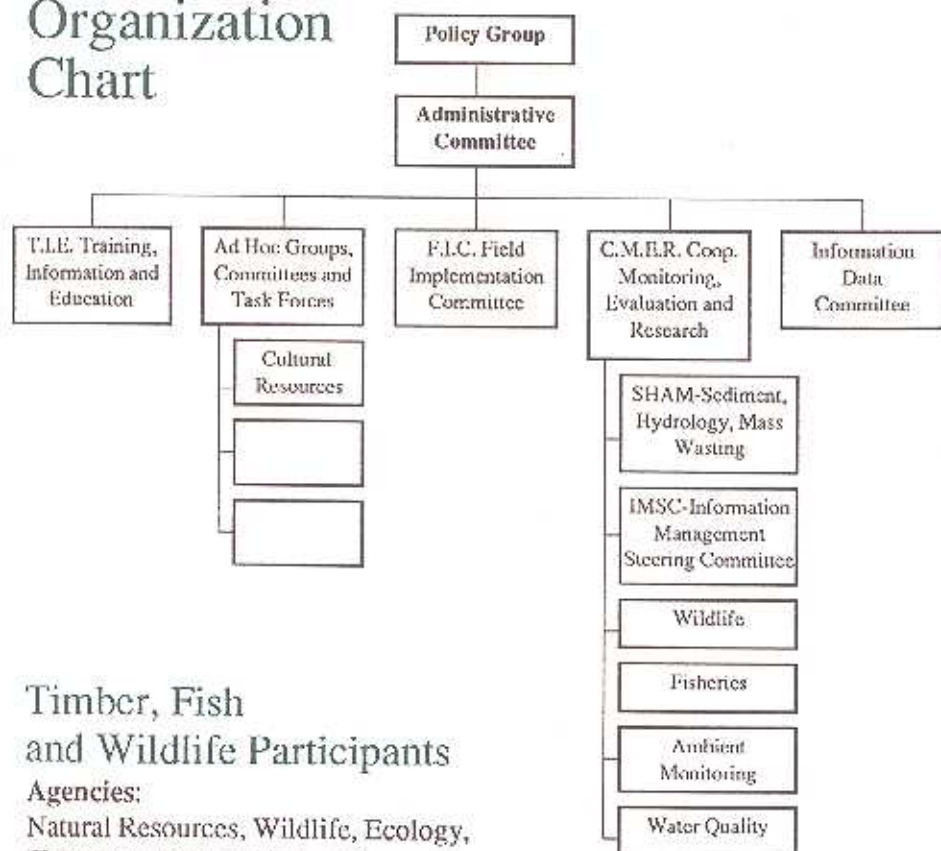 Organization
Chart
Policy Group
Administrative
Committee
T.I.E. Training,
Information and
Education
Ad Hoc Groups,
Committees and
Task Forces
Cultural
Resources
F.I.C. Field
Implementation
Committee
C.M.E.R. Coop.
Monitoring,
Evaluation and
Research
SHAM-Sediment,
Hydrology, Mass
Wasting
IMSC-Information
Management
Steering Committee
Wildlife
Fisheries
Ambient
Monitoring
Water Quality
Information
Data
Committee
Timber, Fish
and Wildlife Participants
Agencies:
Natural Resources, Wildlife, Ecology,